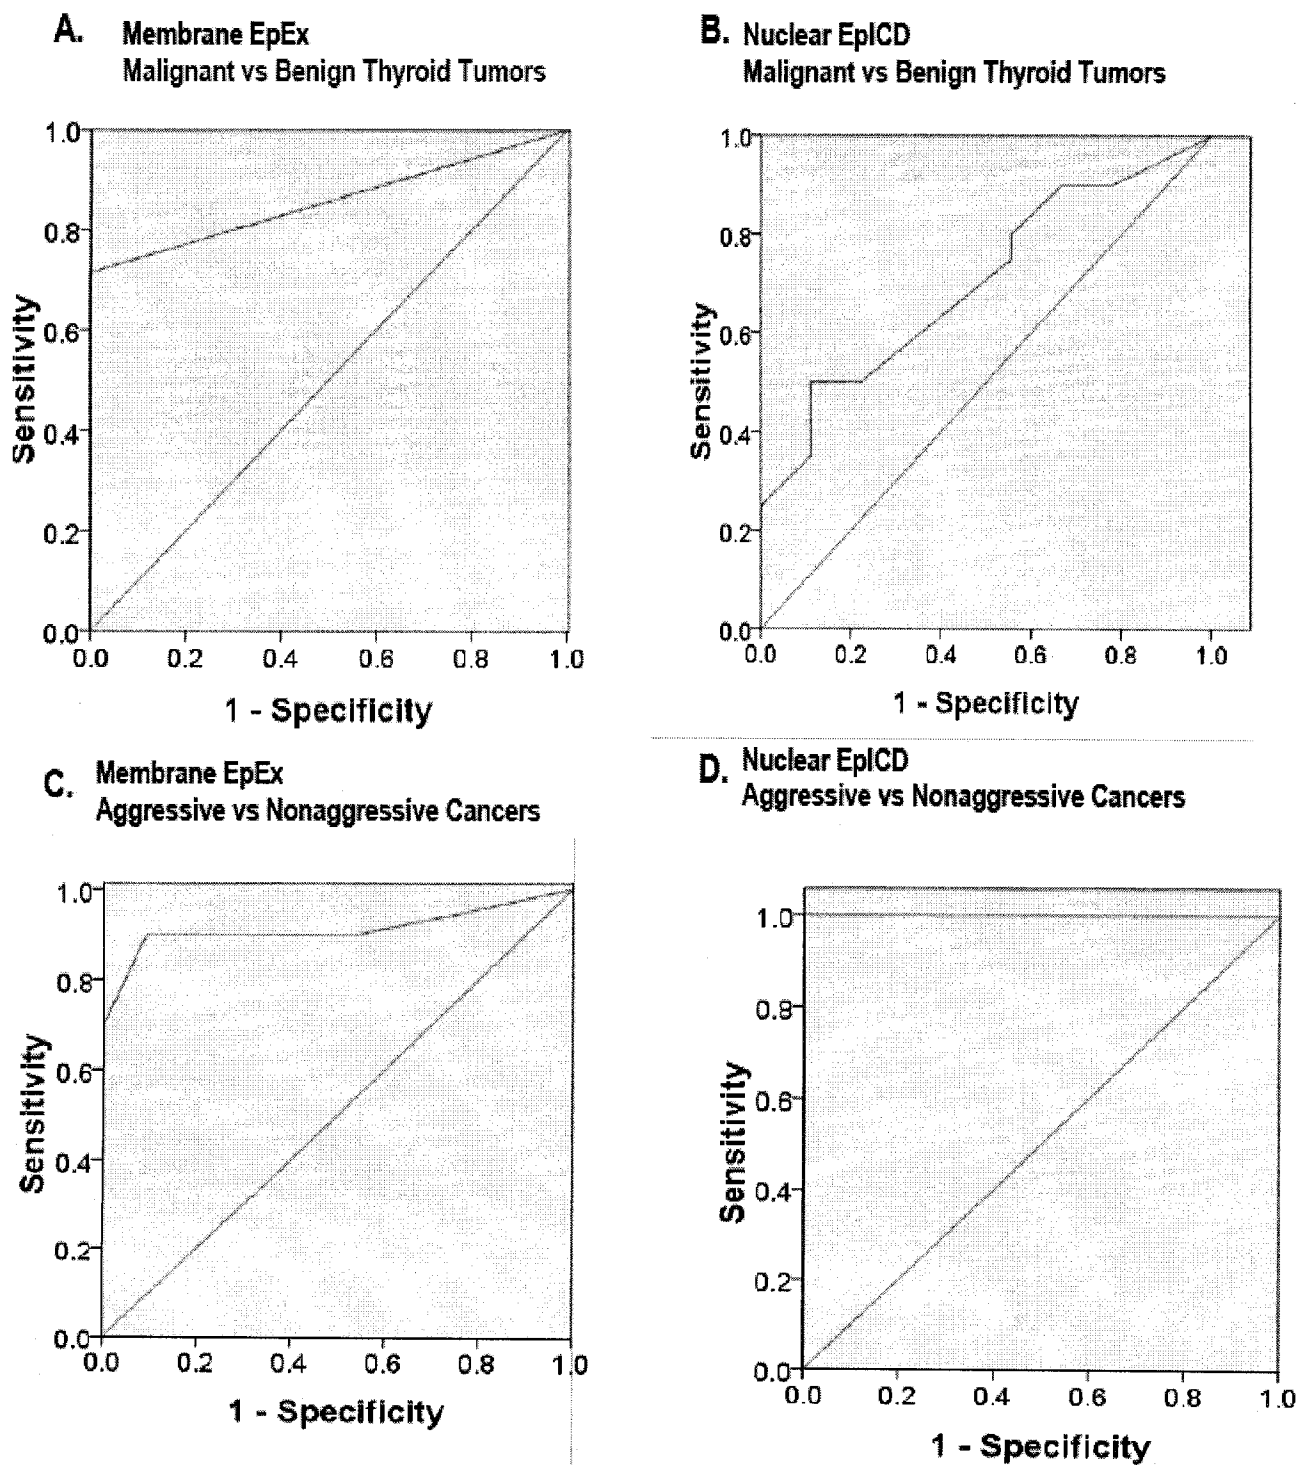 A. Membrane EpEx
Malignant vs Benign Thyroid Tumors
1.0
0.8
0.6
0.4
0.2
0.0
Sensitivity
0.0 0.2 0.4 0.6 0.8 1.0
1 - Specificity
B. Nuclear EpICD
Malignant vs Benign Thyroid Tumors
1.0
0.8
0.6
0.4
0.2
0.0
Sensitivity
0.0 0.2 0.4 0.6 0.8 1.0
1 - Specificity
C. Membrane EpEx
Aggressive vs Nonaggressive Cancers
1.0
0.8
0.6
0.4
0.2
0.0
Sensitivity
0.0 0.2 0.4 0.6 0.8 1.0
1 - Specificity
D. Nuclear EpICD
Aggressive vs Nonaggressive Cancers
1.0
0.8
0.6
0.4
0.2
0.0
Sensitivity
0.0 0.2 0.4 0.6 0.8 1.0
1 - Specificity